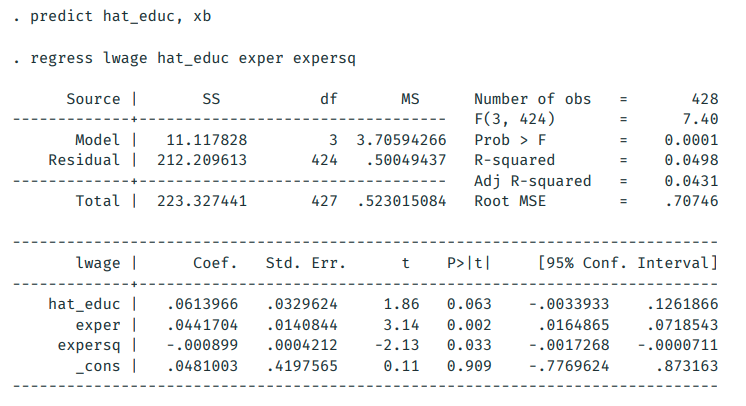 . predict hat_educ, xb
. regress lwage hat_educ exper expersq
      Source |       SS           df       MS      Number of obs   =       428
-------------+----------------------------------   F(3, 424)       =      7.40
       Model |   11.117828         3  3.70594266   Prob > F        =    0.0001
    Residual |  212.209613       424   .50049437   R-squared       =    0.0498
-------------+----------------------------------   Adj R-squared   =    0.0431
       Total |  223.327441       427  .523015084   Root MSE        =    .70746
------------------------------------------------------------------------------
       lwage |      Coef.   Std. Err.      t    P>|t|     [95% Conf. Interval]
-------------+----------------------------------------------------------------
    hat_educ |   .0613966   .0329624     1.86   0.063    -.0033933    .1261866
       exper |   .0441704   .0140844     3.14   0.002     .0164865    .0718543
     expersq |   -.000899   .0004212    -2.13   0.033    -.0017268   -.0000711
       _cons |   .0481003   .4197565     0.11   0.909    -.7769624     .873163
------------------------------------------------------------------------------